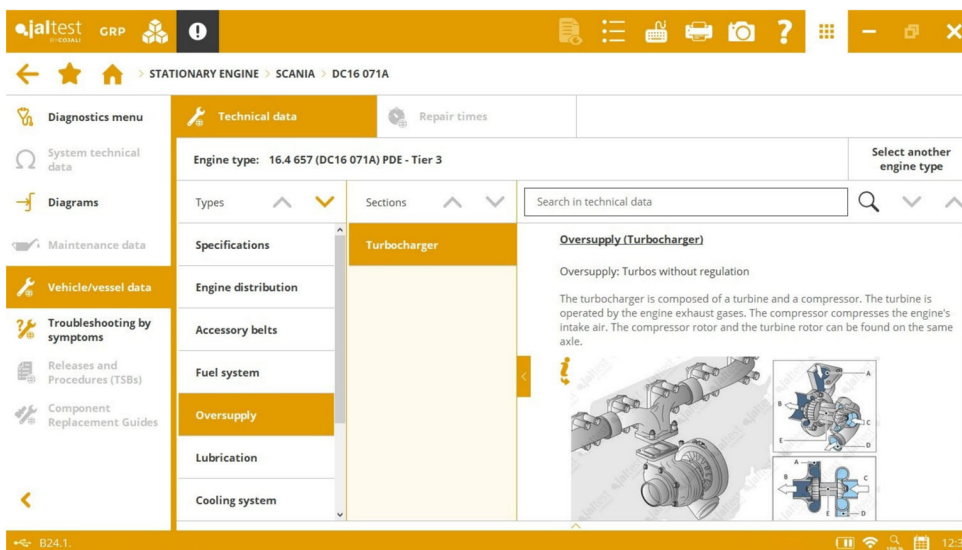 jaltest
BY COJALI
GRP
?
STATIONARY ENGINE > SCANIA > DC16 071A
Diagnostics menu
System technical
data
Diagrams
Maintenance data
Vehicle/vessel data
Troubleshooting by
symptoms
Releases and
Procedures (TSBs)
Component
Replacement Guides
Technical data
Repair times
Engine type: 16.4 657 (DC16 071A) PDE - Tier 3
Select another
engine type
Types
Sections
Search in technical data
Specifications
Engine distribution
Accessory belts
Fuel system
Oversupply
Lubrication
Cooling system
Turbocharger
Oversupply (Turbocharger)
Oversupply: Turbos without regulation
The turbocharger is composed of a turbine and a compressor. The turbine is
operated by the engine exhaust gases. The compressor compresses the engine's
intake air. The compressor rotor and the turbine rotor can be found on the same
axle.
A
B
C
E
D
A
B
C
E
D
B24.1.
100 %